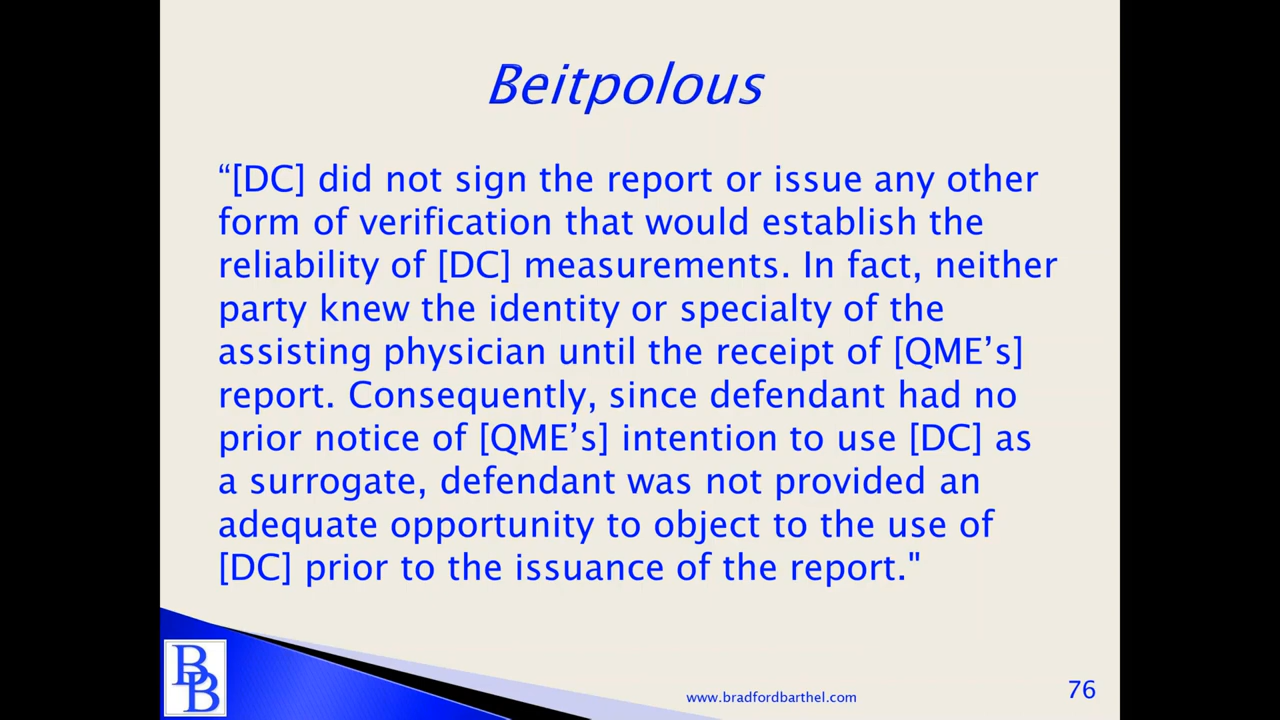 Beitpolous
“[DC] did not sign the report or issue any other
form of verification that would establish the
reliability of [DC] measurements. In fact, neither
party knew the identity or specialty of the
assisting physician until the receipt of [QME’s]
report. Consequently, since defendant had no
prior notice of [QME’s] intention to use [DC] as
a surrogate, defendant was not provided an
adequate opportunity to object to the use of
[DC] prior to the issuance of the report."
BB
www.bradfordbarthel.com
76